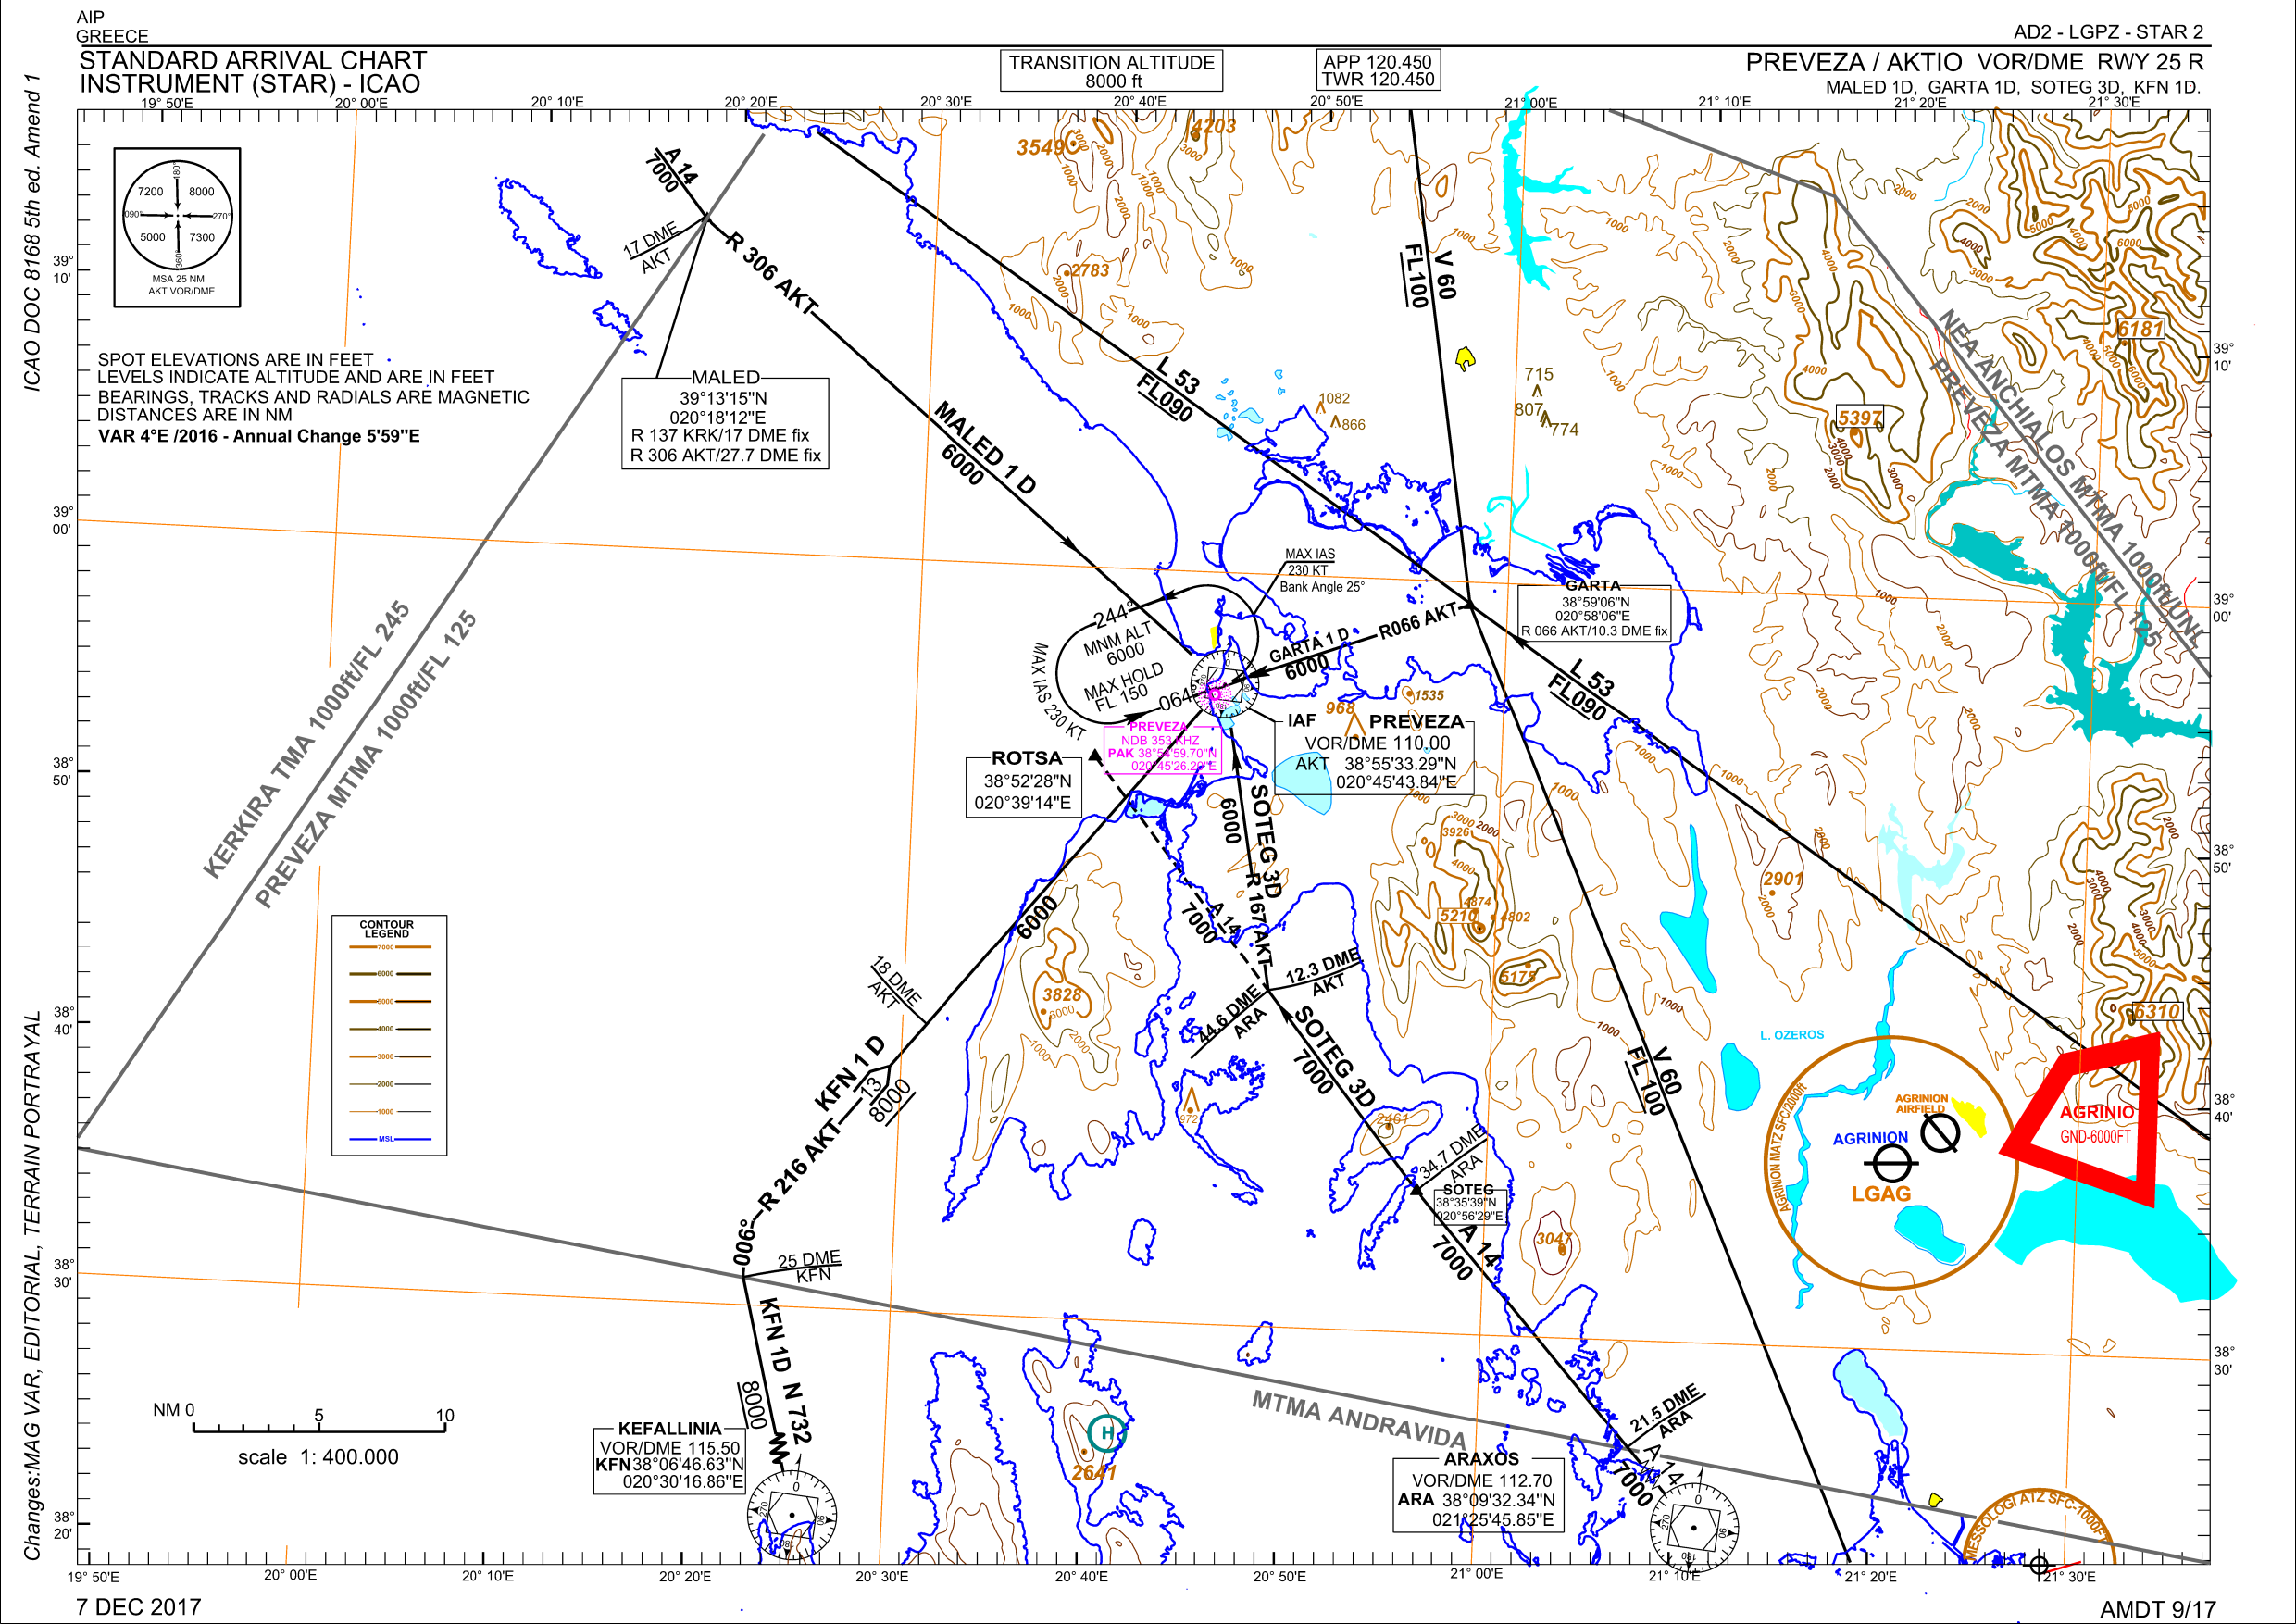 AIP
GREECE
AD2 - LGPZ - STAR 2
STANDARD ARRIVAL CHART
INSTRUMENT (STAR) - ICAO
TRANSITION ALTITUDE
8000 ft
APP 120.450
TWR 120.450
PREVEZA / AKTIO VOR/DME RWY 25 R
MALED 1D, GARTA 1D, SOTEG 3D, KFN 1D.
ICAO DOC 8168 5th ed. Amend 1
Changes:MAG VAR, EDITORIAL, TERRAIN PORTRAYAL
19° 50'E
20° 00'E
20° 10'E
20° 20'E
20° 30'E
20° 40'E
20° 50'E
21° 00'E
21° 10'E
21° 20'E
21° 30'E
180°
7200
8000
090°
270°
5000
7300
360°
MSA 25 NM
AKT VOR/DME
SPOT ELEVATIONS ARE IN FEET
LEVELS INDICATE ALTITUDE AND ARE IN FEET
BEARINGS, TRACKS AND RADIALS ARE MAGNETIC
DISTANCES ARE IN NM
VAR 4°E /2016 - Annual Change 5'59"E
39°
10'
39°
00'
38°
50'
38°
40'
38°
30'
38°
20'
A 14
7000
17 DME
AKT
R 306 AKT
MALED
39°13'15"N
020°18'12"E
R 137 KRK/17 DME fix
R 306 AKT/27.7 DME fix
MALED 1 D
6000
3549
4203
2783
L 53
FL090
V 60
FL100
1082
866
715
807
774
5397
6181
NEA ANCHIALOS MTMA 1000ft/UNL
PREVEZA MTMA 1000ft/FL 125
KERKIRA TMA 1000ft/FL 245
PREVEZA MTMA 1000ft/FL 125
MAX IAS
230 KT
Bank Angle 25°
244°
MNM ALT
6000
MAX HOLD
FL 150
064°
MAX IAS 230 KT
GARTA 1 D
6000
R066 AKT
GARTA
38°59'06"N
020°58'06"E
R 066 AKT/10.3 DME fix
L 53
FL090
1535
968
IAF PREVEZA
VOR/DME 110.00
AKT 38°55'33.29"N
020°45'43.84"E
PREVEZA
NDB 353 KHZ
PAK 38°54'59.70"N
020°45'26.20"E
ROTSA
38°52'28"N
020°39'14"E
SOTEG 3D
6000
R 167 AKT
A 14
7000
6000
18 DME
AKT
3828
3926
4874
5210
4802
5175
2901
6310
12.3 DME
AKT
44.6 DME
ARA
SOTEG 3D
7000
KFN 1 D
13
8000
R 216 AKT
006°
972
2461
34.7 DME
ARA
SOTEG
38°35'39"N
020°56'29"E
A 14
7000
3047
V 60
FL 100
L. OZEROS
AGRINION MATZ SFC/2000ft
AGRINION
AIRFIELD
AGRINION
LGAG
AGRINIO
GND-6000FT
CONTOUR
LEGEND
7000
6000
5000
4000
3000
2000
1000
MSL
25 DME
KFN
KFN 1D N 732
8000
KEFALLINIA
VOR/DME 115.50
KFN38°06'46.63"N
020°30'16.86"E
H
2641
MTMA ANDRAVIDA
21.5 DME
ARA
A 14
7000
ARAXOS
VOR/DME 112.70
ARA 38°09'32.34"N
021°25'45.85"E
39°
10'
39°
00'
38°
50'
38°
40'
38°
30'
NM 0
5
10
scale 1: 400.000
19° 50'E
20° 00'E
20° 10'E
20° 20'E
20° 30'E
20° 40'E
20° 50'E
21° 00'E
21° 10'E
21° 20'E
21° 30'E
7 DEC 2017
AMDT 9/17